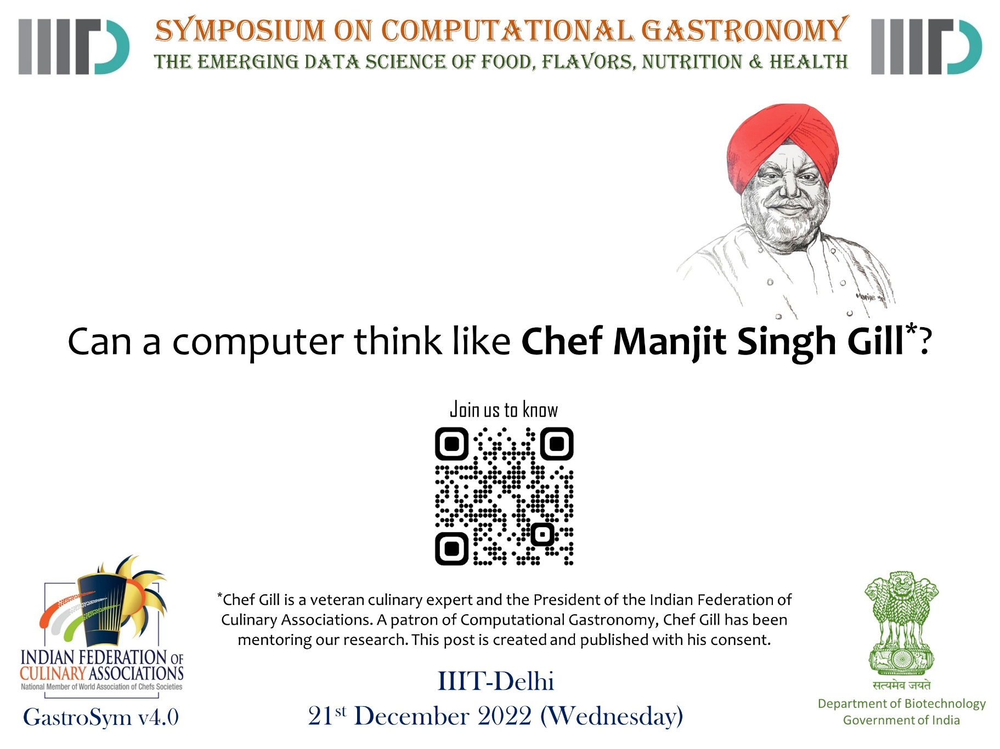 IIITD
SYMPOSIUM ON COMPUTATIONAL GASTRONOMY
THE EMERGING DATA SCIENCE OF FOOD, FLAVORS, NUTRITION & HEALTH
IIITD
Can a computer think like Chef Manjit Singh Gill*?
Join us to know
*Chef Gill is a veteran culinary expert and the President of the Indian Federation of
Culinary Associations. A patron of Computational Gastronomy, Chef Gill has been
mentoring our research. This post is created and published with his consent.
INDIAN FEDERATION OF
CULINARY ASSOCIATIONS
National Member of World Association of Chefs Societies
GastroSym v4.0
IIIT-Delhi
21st December 2022 (Wednesday)
सत्यमेव जयते
Department of Biotechnology
Government of India